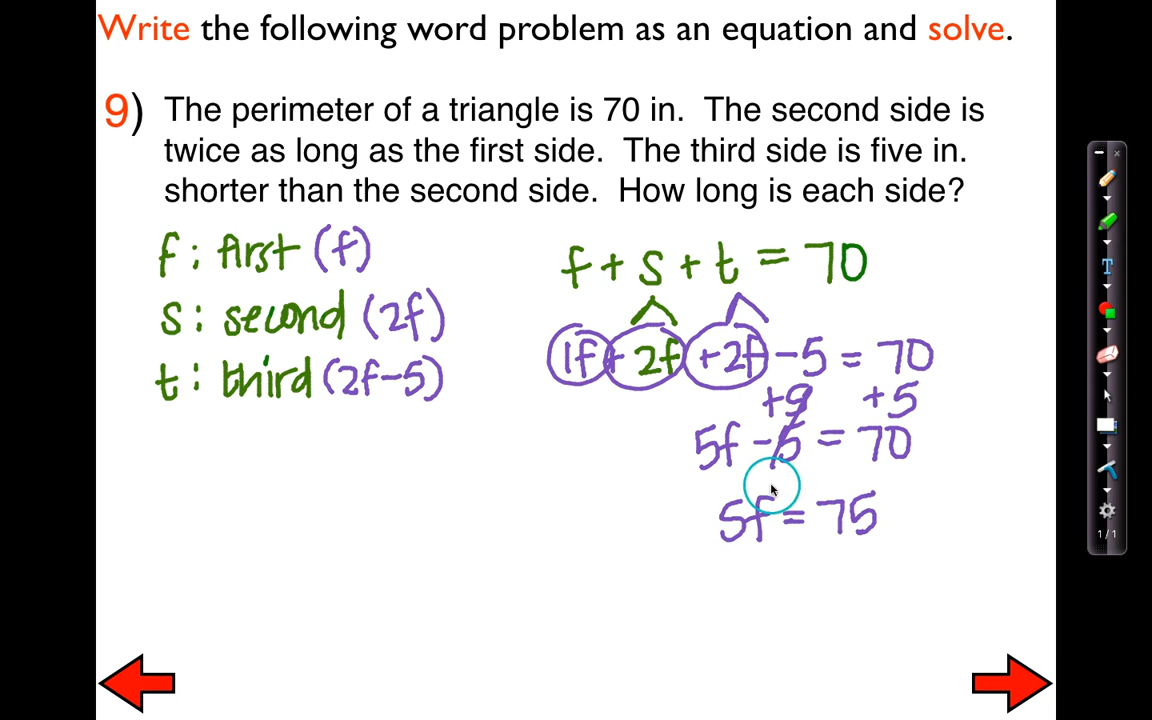 Write the following word problem as an equation and solve.
9) The perimeter of a triangle is 70 in. The second side is
twice as long as the first side. The third side is five in.
shorter than the second side. How long is each side?
f: first (f)
s: second (2f)
t: third (2f-5)
f + s + t = 70
1f + 2f + 2f - 5 = 70
+5 +5
5f - 5 = 70
5f = 75
T
1/1